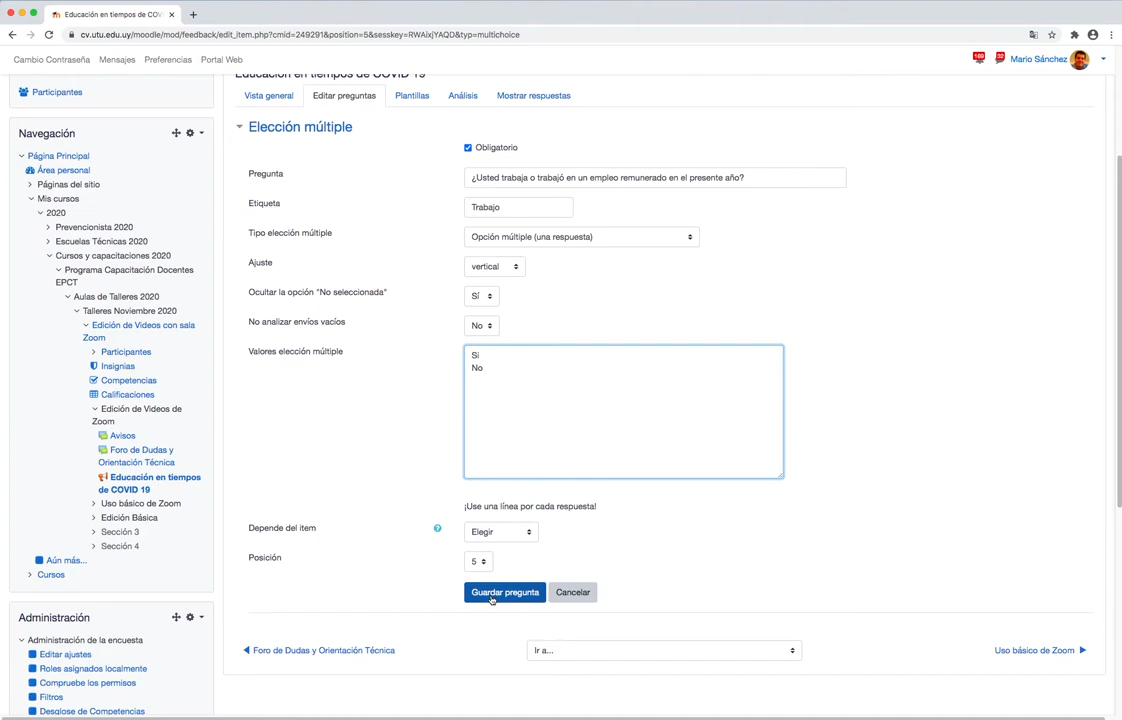 Educación en tiempos de COV
cv.utu.edu.uy/moodle/mod/feedback/edit_item.php?cmid=249291&position=5&sesskey=RWAixjYAQD&typ=multichoice
Cambio Contraseña Mensajes Preferencias Portal Web
169 32 Mario Sánchez
Educación en tiempos de COVID 19
Participantes
Vista general Editar preguntas Plantillas Análisis Mostrar respuestas
Navegación
Página Principal
Área personal
Páginas del sitio
Mis cursos
2020
Prevencionista 2020
Escuelas Técnicas 2020
Cursos y capacitaciones 2020
Programa Capacitación Docentes
EPCT
Aulas de Talleres 2020
Talleres Noviembre 2020
Edición de Videos con sala
Zoom
Participantes
Insignias
Competencias
Calificaciones
Edición de Videos de
Zoom
Avisos
Foro de Dudas y
Orientación Técnica
Educación en tiempos
de COVID 19
Uso básico de Zoom
Edición Básica
Sección 3
Sección 4
Aún más...
Cursos
Elección múltiple
Obligatorio
Pregunta
¿Usted trabaja o trabajó en un empleo remunerado en el presente año?
Etiqueta
Trabajo
Tipo elección múltiple
Opción múltiple (una respuesta)
Ajuste
vertical
Ocultar la opción "No seleccionada"
Sí
No analizar envíos vacíos
No
Valores elección múltiple
Si
No
¡Use una línea por cada respuesta!
Depende del item
Elegir
Posición
5
Guardar pregunta Cancelar
Foro de Dudas y Orientación Técnica
Ir a...
Uso básico de Zoom
Administración
Administración de la encuesta
Editar ajustes
Roles asignados localmente
Compruebe los permisos
Filtros
Desglose de Competencias